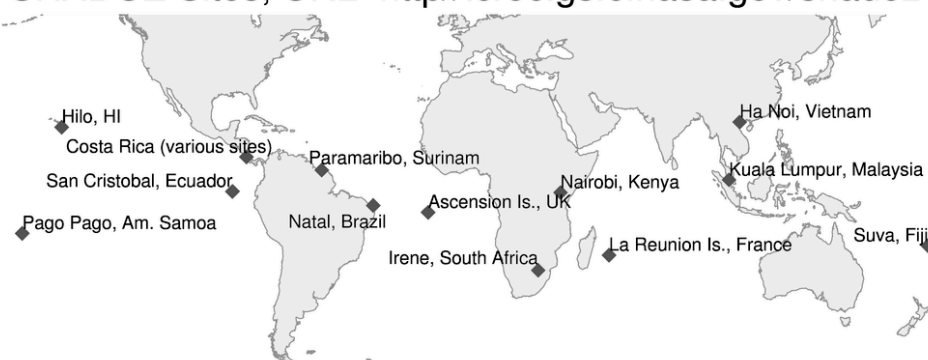 Hilo, HI
Ha Noi, Vietnam
Costa Rica (various sites)
Paramaribo, Surinam
Kuala Lumpur, Malaysia
San Cristobal, Ecuador
Nairobi, Kenya
Ascension Is., UK
Pago Pago, Am. Samoa
Natal, Brazil
Suva, Fiji
La Reunion Is., France
Irene, South Africa